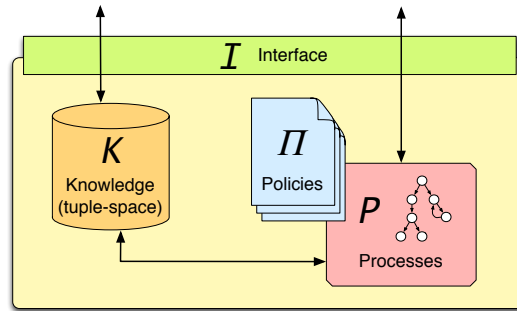 I Interface
K
Knowledge
(tuple-space)
Π
Policies
P
Processes